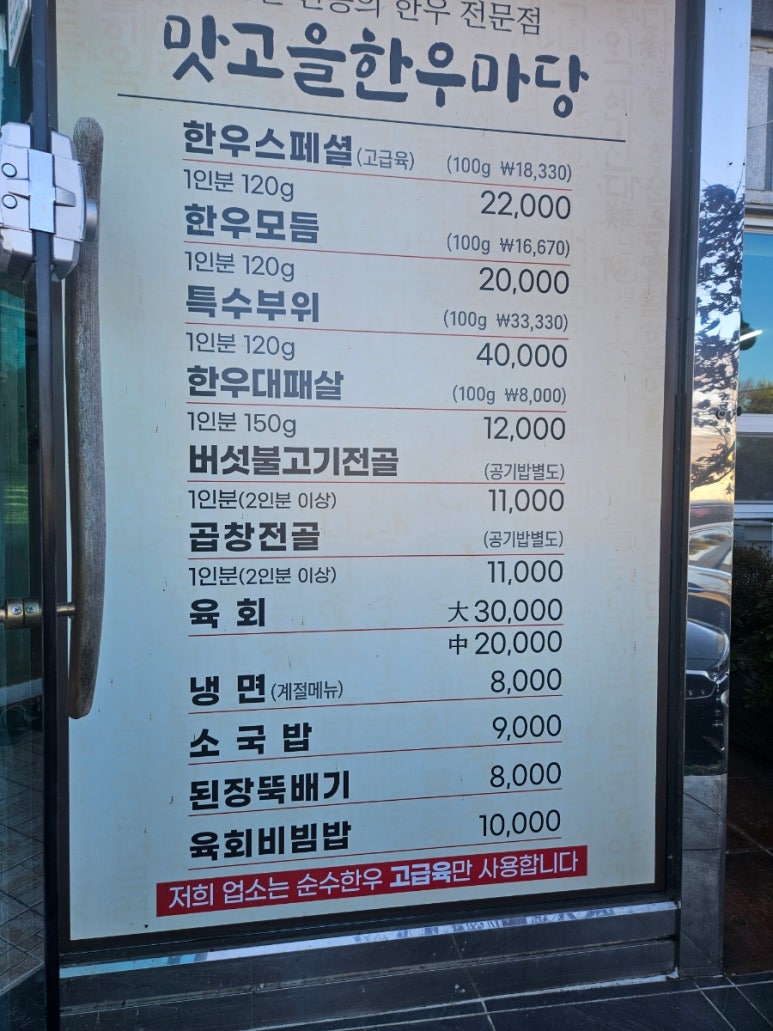 한우 전문점
맛고을한우마당
한우스페셜(고급육) (100g ₩18,330)
1인분 120g 22,000
한우모듬 (100g ₩16,670)
1인분 120g 20,000
특수부위 (100g ₩33,330)
1인분 120g 40,000
한우대패살 (100g ₩8,000)
1인분 150g 12,000
버섯불고기전골 (공기밥별도)
1인분(2인분 이상) 11,000
곱창전골 (공기밥별도)
1인분(2인분 이상) 11,000
육 회 大 30,000
中 20,000
냉 면 (계절메뉴) 8,000
소 국 밥 9,000
된장뚝배기 8,000
육회비빔밥 10,000
저희 업소는 순수한우 고급육만 사용합니다